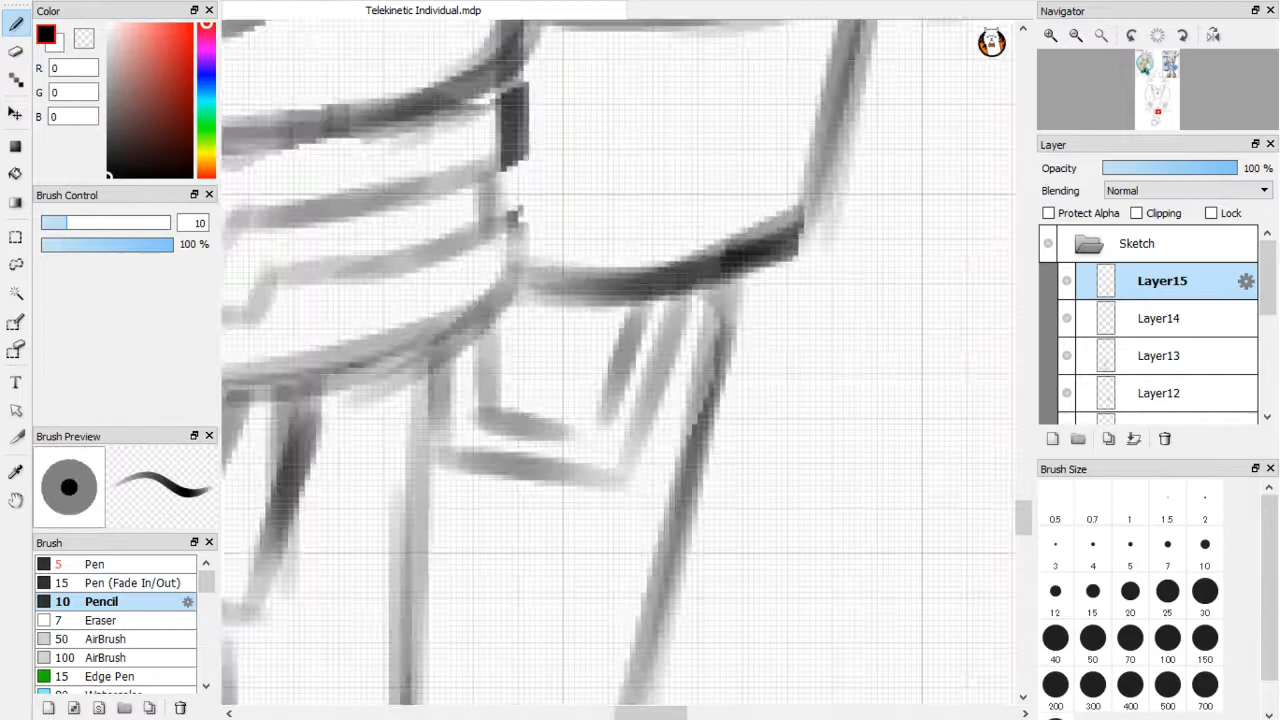 Color
Telekinetic Individual.mdp
Navigator
R 0
G 0
B 0
Layer
Opacity 100 %
Blending Normal
Protect Alpha Clipping Lock
Brush Control
10
100 %
Sketch
Layer15
Layer14
Layer13
Layer12
Brush Preview
Brush Size
0.5 0.7 1 1.5 2
3 4 5 7 10
12 15 20 25 30
40 50 70 100 150
200 300 500 700
Brush
5 Pen
15 Pen (Fade In/Out)
10 Pencil
7 Eraser
50 AirBrush
100 AirBrush
15 Edge Pen